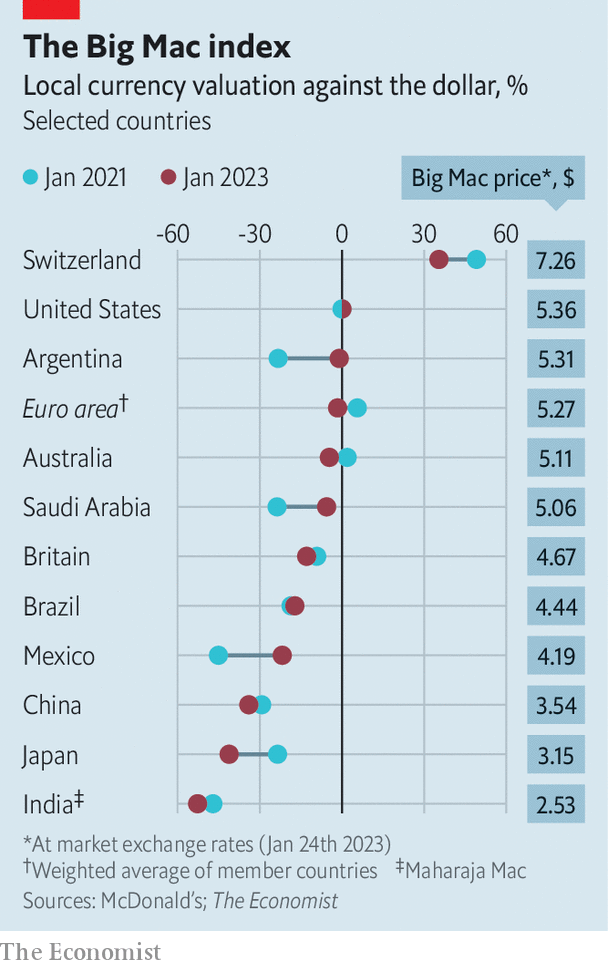 The Big Mac index
Local currency valuation against the dollar, %
Selected countries
Jan 2021 Jan 2023 Big Mac price*, $
-60 -30 0 30 60
Switzerland 7.26
United States 5.36
Argentina 5.31
Euro area† 5.27
Australia 5.11
Saudi Arabia 5.06
Britain 4.67
Brazil 4.44
Mexico 4.19
China 3.54
Japan 3.15
India‡ 2.53
*At market exchange rates (Jan 24th 2023)
†Weighted average of member countries ‡Maharaja Mac
Sources: McDonald's; The Economist
The Economist